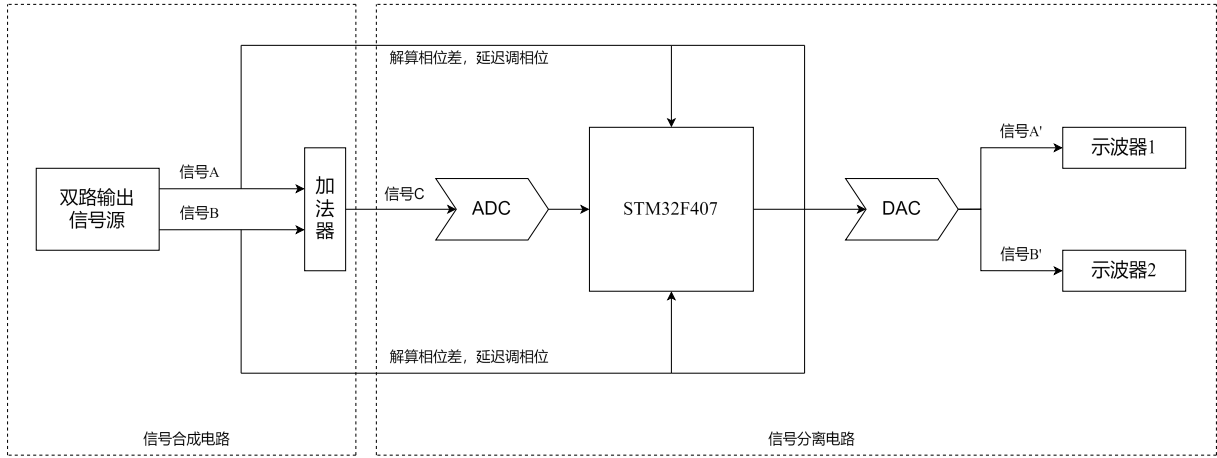 解算相位差，延迟调相位
信号A
信号B
双路输出
信号源
加
法
器
信号C
ADC
STM32F407
DAC
信号A'
示波器1
信号B'
示波器2
解算相位差，延迟调相位
信号合成电路
信号分离电路